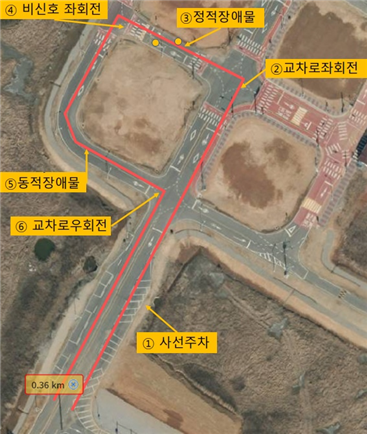 ④ 비신호 좌회전
③정적장애물
②교차로좌회전
⑤동적장애물
⑥ 교차로우회전
① 사선주차
0.36 km